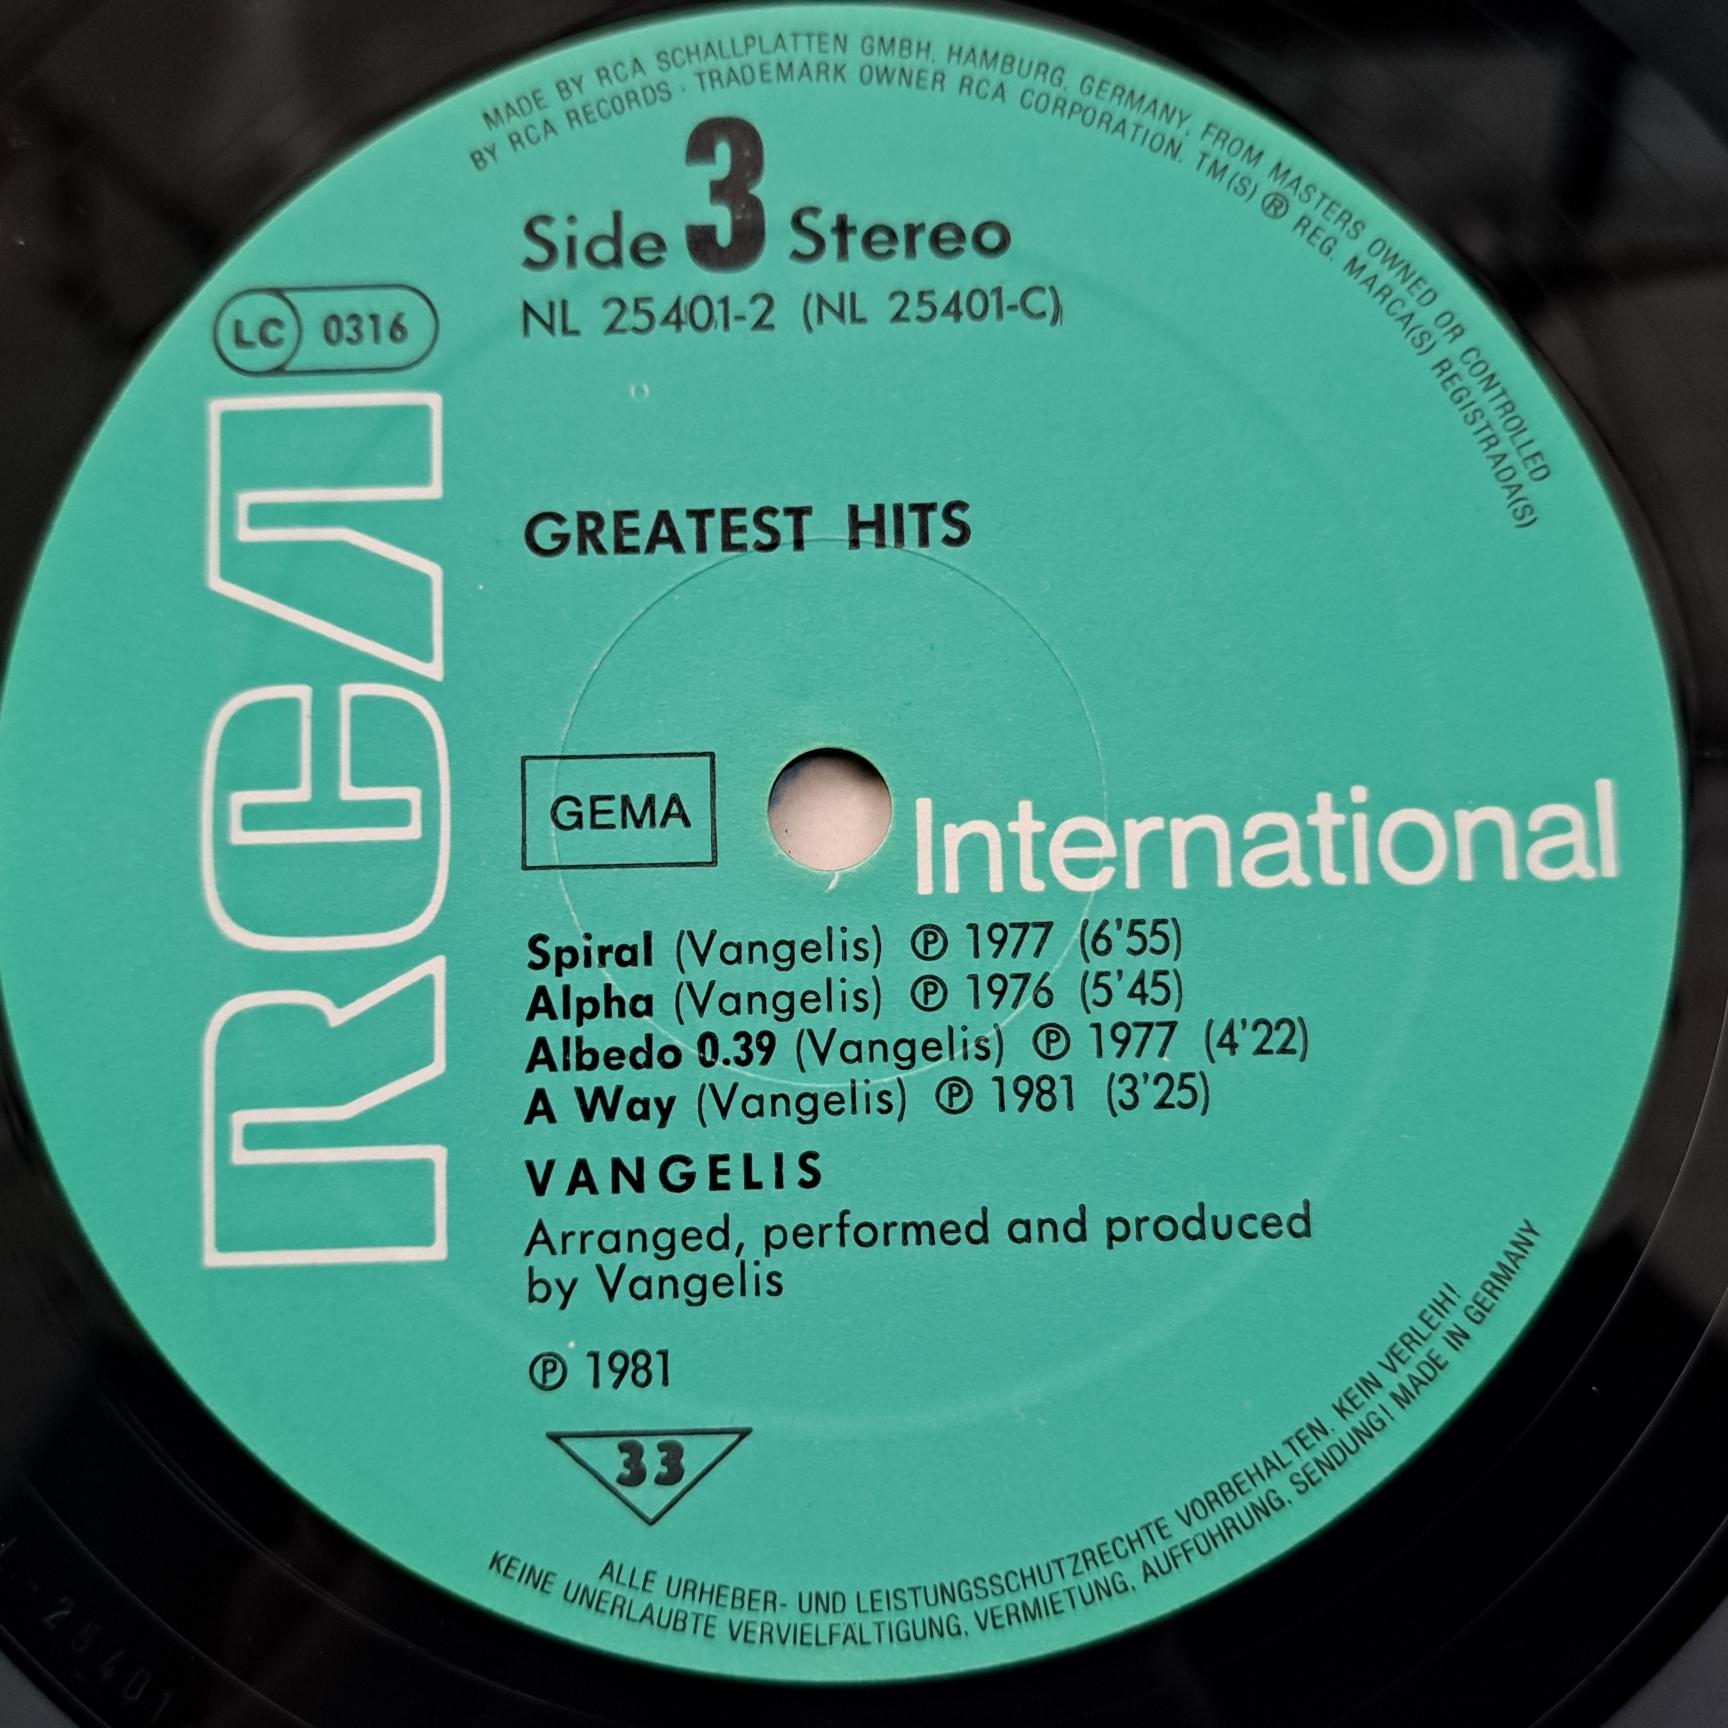 MADE BY RCA SCHALLPLATTEN GMBH, HAMBURG, GERMANY, FROM MASTERS OWNED OR CONTROLLED
BY RCA RECORDS · TRADEMARK OWNER RCA CORPORATION. TM(S) ® REG. MARCA(S) REGISTRADA(S)
Side 3 Stereo
NL 25401-2 (NL 25401-C)
LC 0316
RCA
GREATEST HITS
GEMA
International
Spiral (Vangelis) ℗ 1977 (6'55)
Alpha (Vangelis) ℗ 1976 (5'45)
Albedo 0.39 (Vangelis) ℗ 1977 (4'22)
A Way (Vangelis) ℗ 1981 (3'25)
VANGELIS
Arranged, performed and produced
by Vangelis
℗ 1981
33
ALLE URHEBER- UND LEISTUNGSSCHUTZRECHTE VORBEHALTEN. KEIN VERLEIH!
KEINE UNERLAUBTE VERVIELFÄLTIGUNG, VERMIETUNG, AUFFÜHRUNG, SENDUNG! MADE IN GERMANY
25401